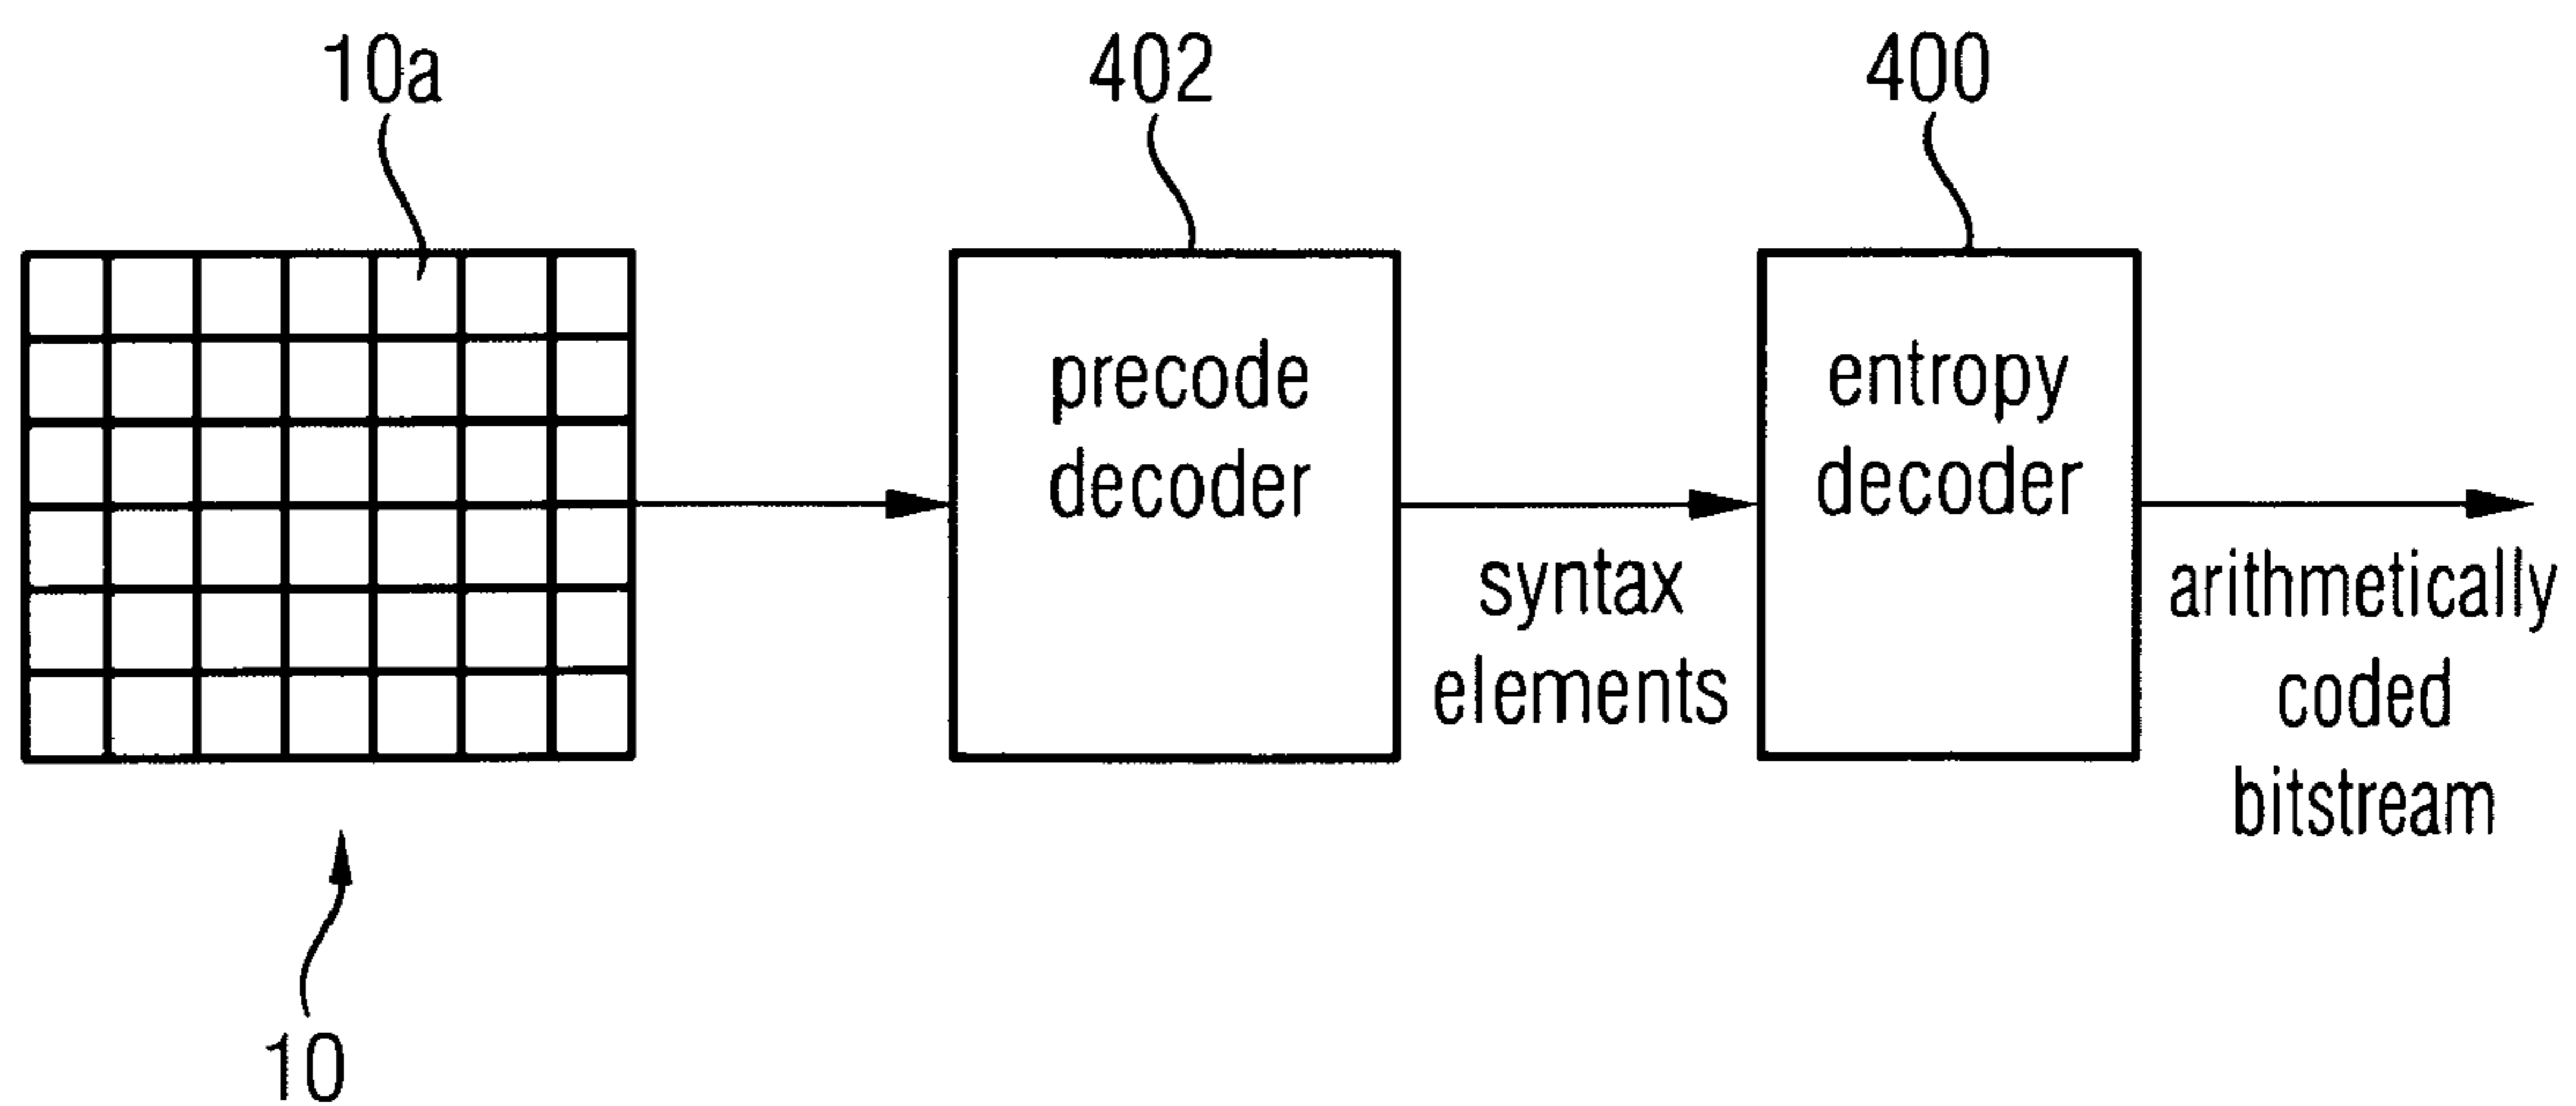 10a
402
400
precode
decoder
entropy
decoder
syntax
elements
arithmetically
coded
bitstream
10